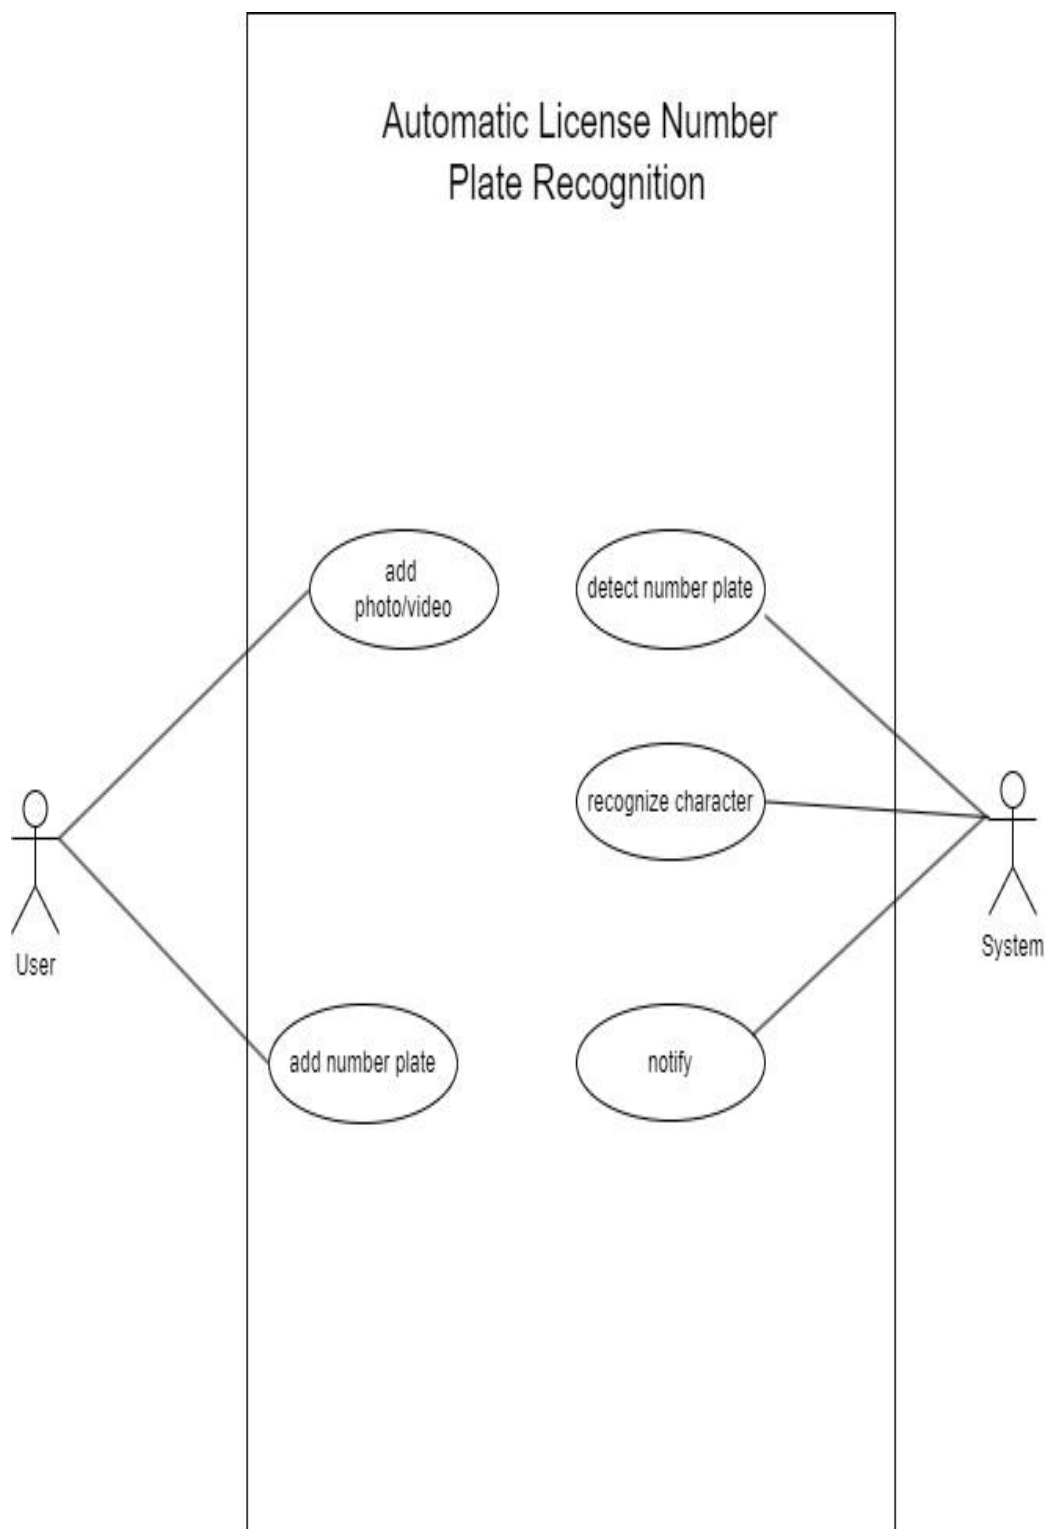 Automatic License Number
Plate Recognition
add
photo/video
detect number plate
recognize character
User
System
add number plate
notify